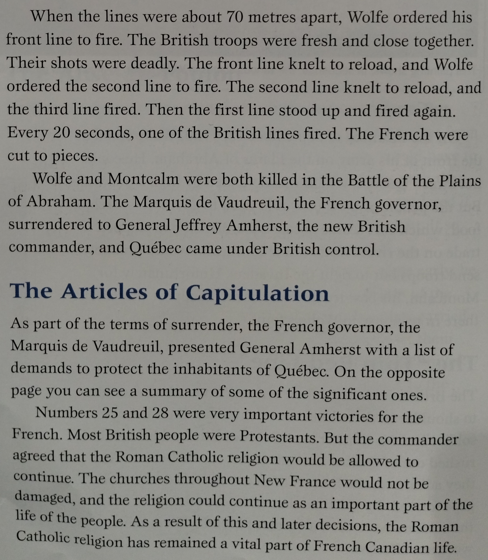 When the lines were about 70 metres apart, Wolfe ordered his
front line to fire. The British troops were fresh and close together.
Their shots were deadly. The front line knelt to reload, and Wolfe
ordered the second line to fire. The second line knelt to reload, and
the third line fired. Then the first line stood up and fired again.
Every 20 seconds, one of the British lines fired. The French were
cut to pieces.
Wolfe and Montcalm were both killed in the Battle of the Plains
of Abraham. The Marquis de Vaudreuil, the French governor,
surrendered to General Jeffrey Amherst, the new British
commander, and Québec came under British control.
The Articles of Capitulation
As part of the terms of surrender, the French governor, the
Marquis de Vaudreuil, presented General Amherst with a list of
demands to protect the inhabitants of Québec. On the opposite
page you can see a summary of some of the significant ones.
Numbers 25 and 28 were very important victories for the
French. Most British people were Protestants. But the commander
agreed that the Roman Catholic religion would be allowed to
continue. The churches throughout New France would not be
damaged, and the religion could continue as an important part of the
life of the people. As a result of this and later decisions, the Roman
Catholic religion has remained a vital part of French Canadian life.